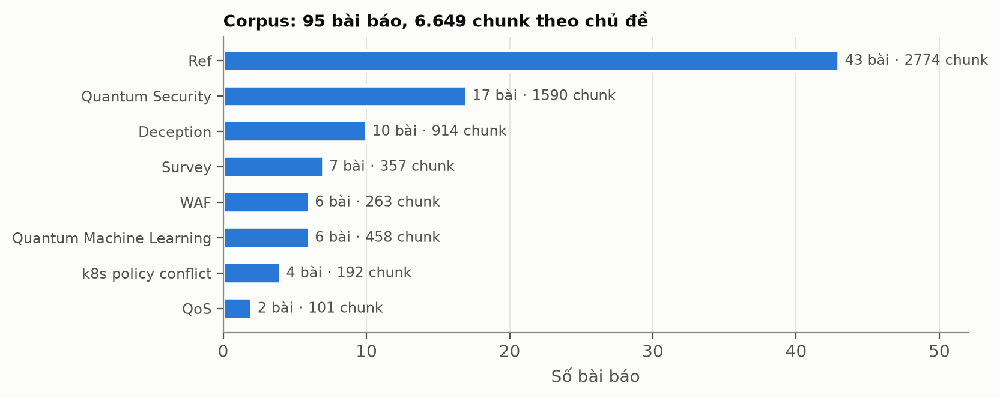 Corpus: 95 bài báo, 6.649 chunk theo chủ đề
Ref 43 bài · 2774 chunk
Quantum Security 17 bài · 1590 chunk
Deception 10 bài · 914 chunk
Survey 7 bài · 357 chunk
WAF 6 bài · 263 chunk
Quantum Machine Learning 6 bài · 458 chunk
k8s policy conflict 4 bài · 192 chunk
QoS 2 bài · 101 chunk
0 10 20 30 40 50
Số bài báo